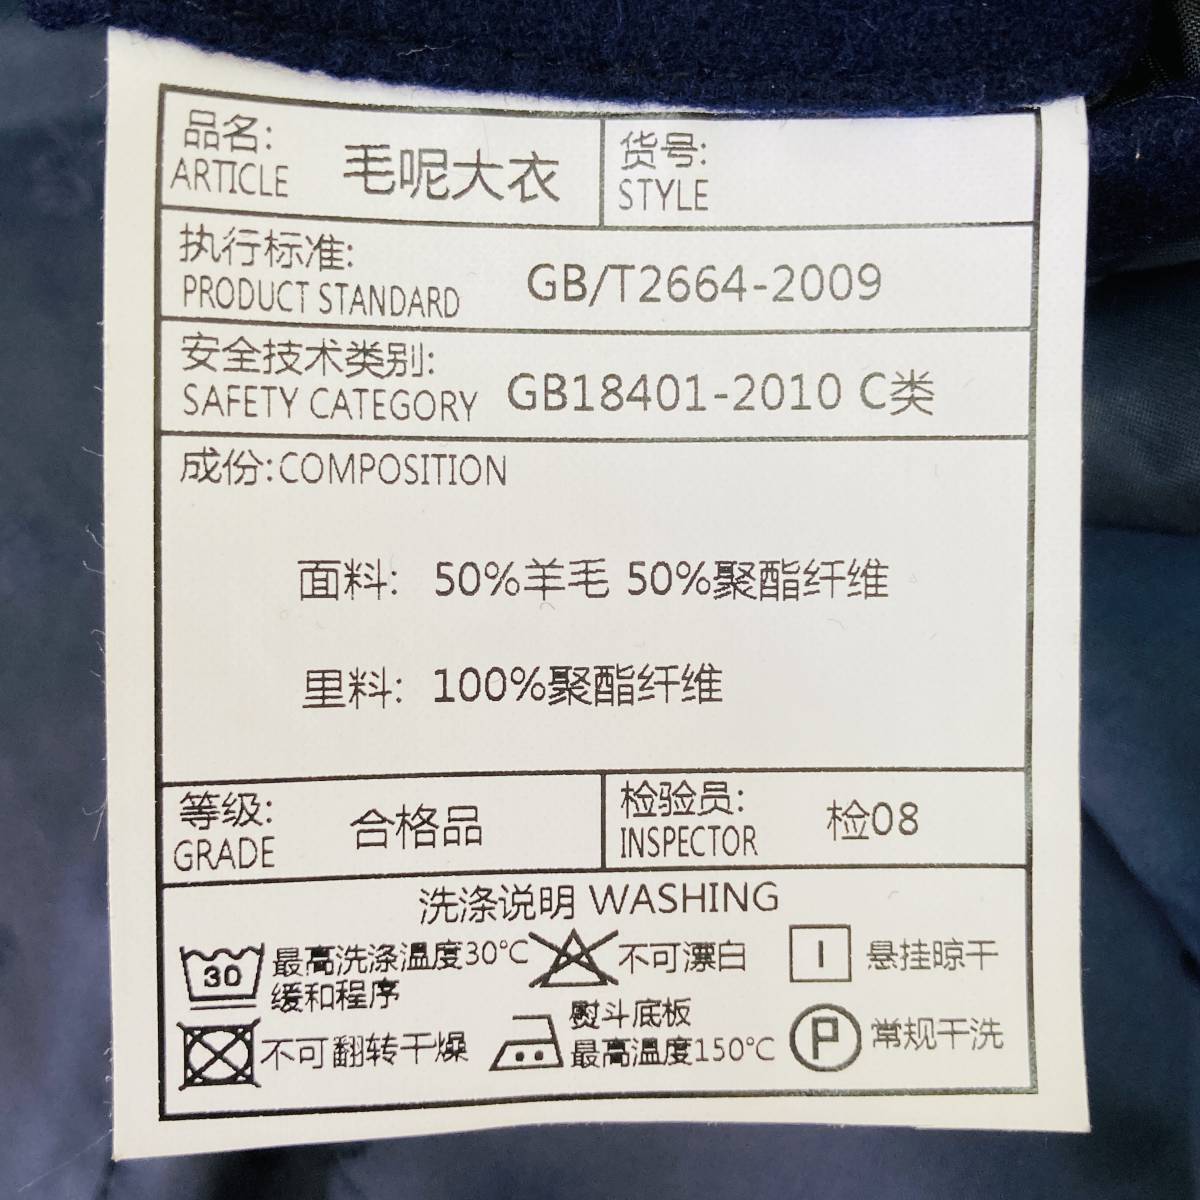 品名:
ARTICLE
毛呢大衣
货号:
STYLE
执行标准:
PRODUCT STANDARD
GB/T2664-2009
安全技术类别:
SAFETY CATEGORY
GB18401-2010 C类
成份:COMPOSITION
面料: 50%羊毛 50%聚酯纤维
里料: 100%聚酯纤维
等级:
GRADE
合格品
检验员:
INSPECTOR
检08
洗涤说明 WASHING
30
最高洗涤温度30℃
缓和程序
不可漂白
悬挂晾干
不可翻转干燥
熨斗底板
最高温度150℃
P
常规干洗